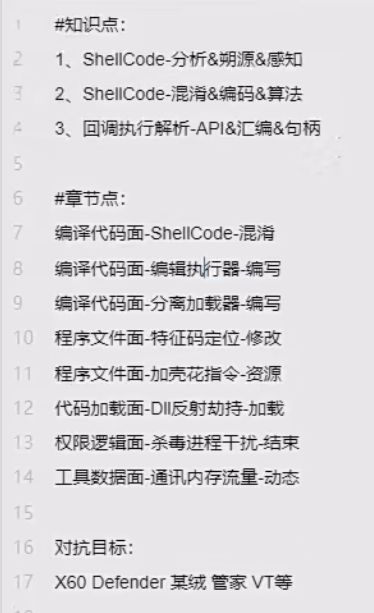 1 #知识点：
2 1、ShellCode-分析&朔源&感知
3 2、ShellCode-混淆&编码&算法
4 3、回调执行解析-API&汇编&句柄
5
6 #章节点：
7 编译代码面-ShellCode-混淆
8 编译代码面-编辑执行器-编写
9 编译代码面-分离加载器-编写
10 程序文件面-特征码定位-修改
11 程序文件面-加壳花指令-资源
12 代码加载面-Dll反射劫持-加载
13 权限逻辑面-杀毒进程干扰-结束
14 工具数据面-通讯内存流量-动态
15
16 对抗目标：
17 X60 Defender 某绒 管家 VT等